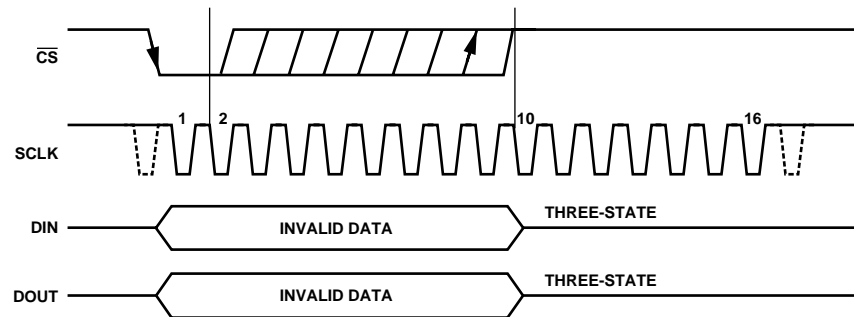 CS
1 2 10 16
SCLK
THREE-STATE
DIN INVALID DATA
THREE-STATE
DOUT INVALID DATA